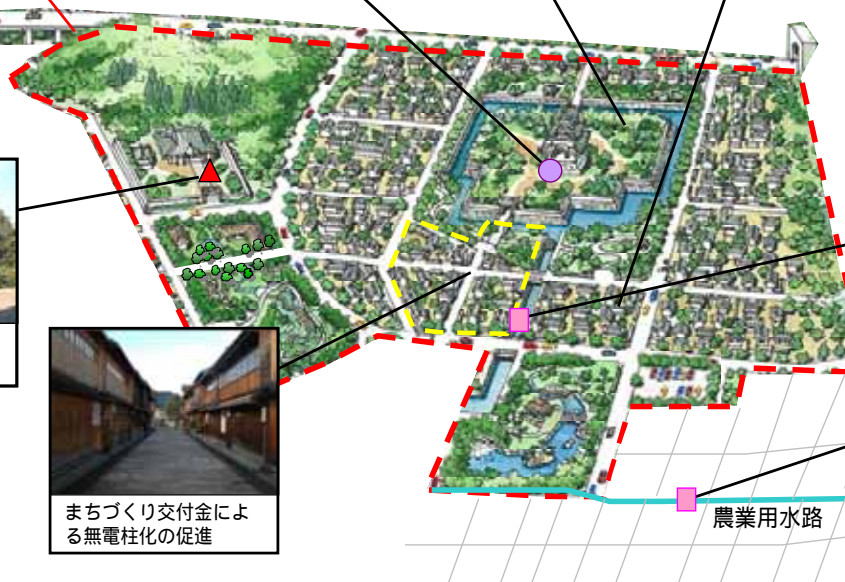 まちづくり交付金によ
る無電柱化の促進
農業用水路